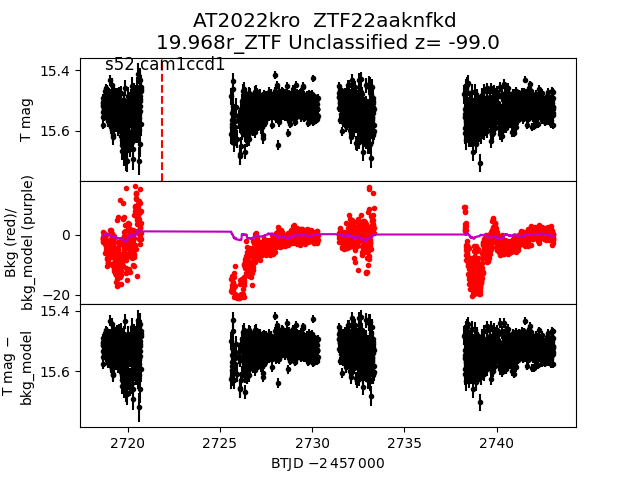 AT2022kro  ZTF22aaknfkd
19.968r_ZTF Unclassified z= -99.0
s52 cam1ccd1
15.4
15.6
T mag
0
−20
Bkg (red)/
bkg_model (purple)
15.4
15.6
T mag −
bkg_model
2720
2725
2730
2735
2740
BTJD −2 457 000